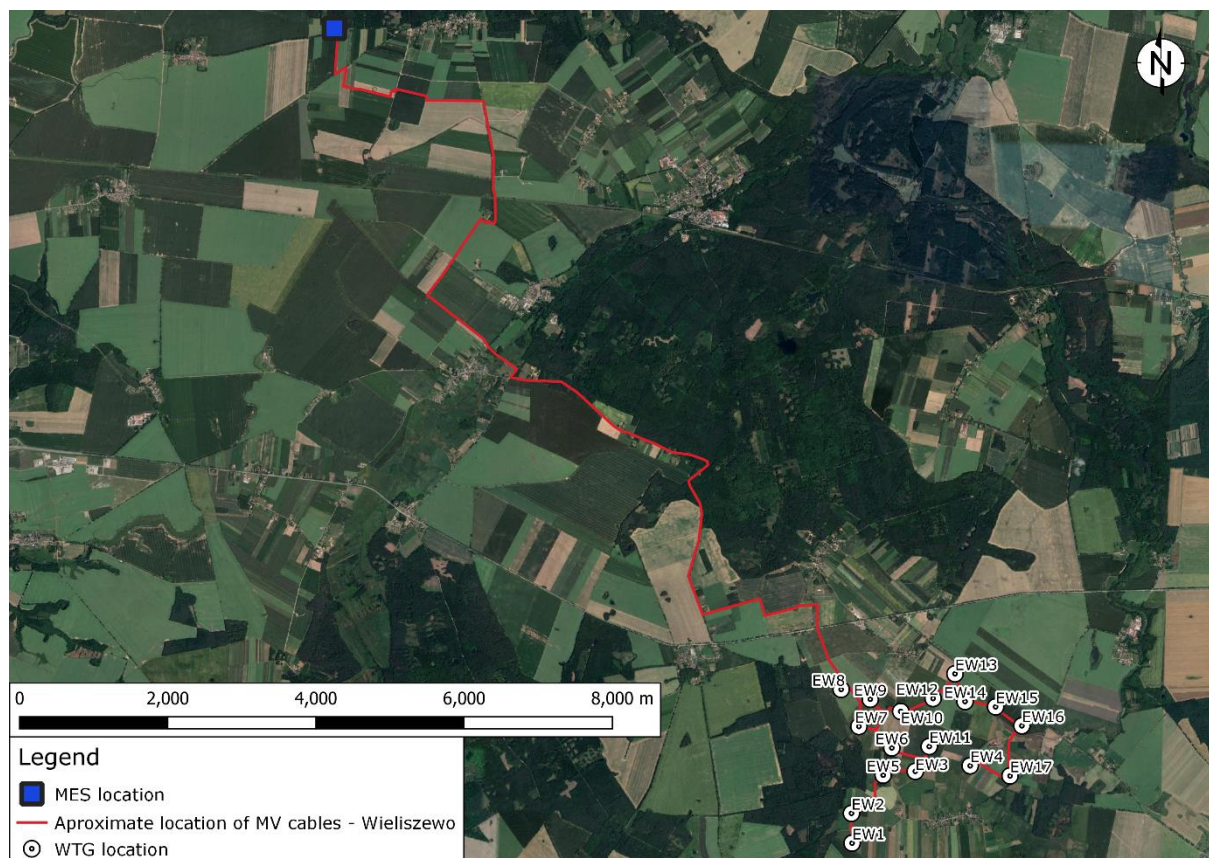 N
EW13
EW8
EW9
EW12
EW14
EW15
EW16
EW10
EW7
EW6
EW11
EW5
EW3
EW4
EW17
EW2
EW1
0 2,000 4,000 6,000 8,000 m
Legend
MES location
Aproximate location of MV cables - Wieliszewo
WTG location